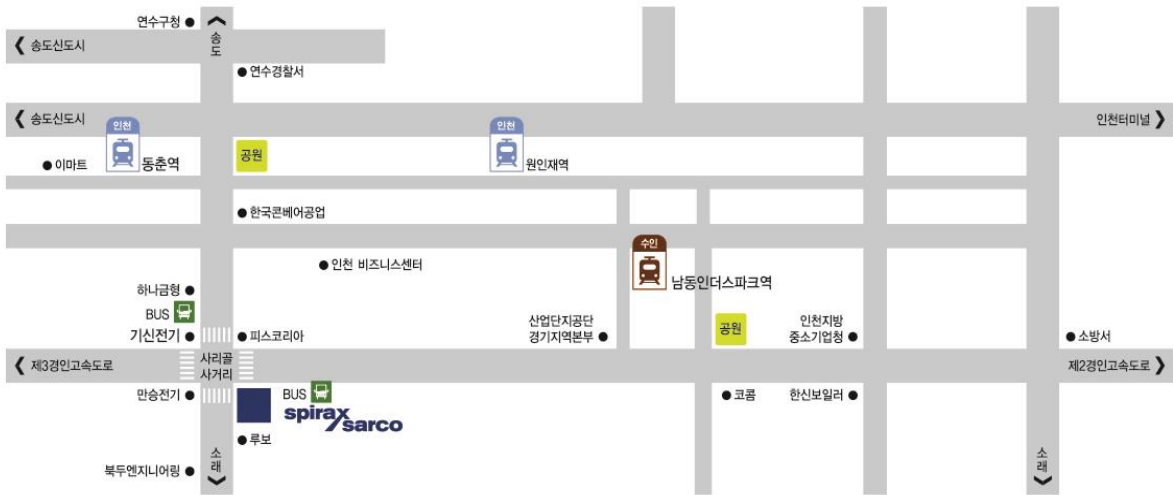 연수구청
송도
송도신도시
연수경찰서
송도신도시
인천터미널
인천
인천
이마트
동춘역
공원
원인재역
한국콘베어공업
수인
인천 비즈니스센터
남동인더스파크역
하나금형
BUS
기신전기
피스코리아
산업단지공단
경기지역본부
공원
인천지방
중소기업청
소방서
제3경인고속도로
사리골
사거리
제2경인고속도로
만승전기
BUS
spirax
sarco
코콤
한신보일러
루보
북두엔지니어링
소래
소래